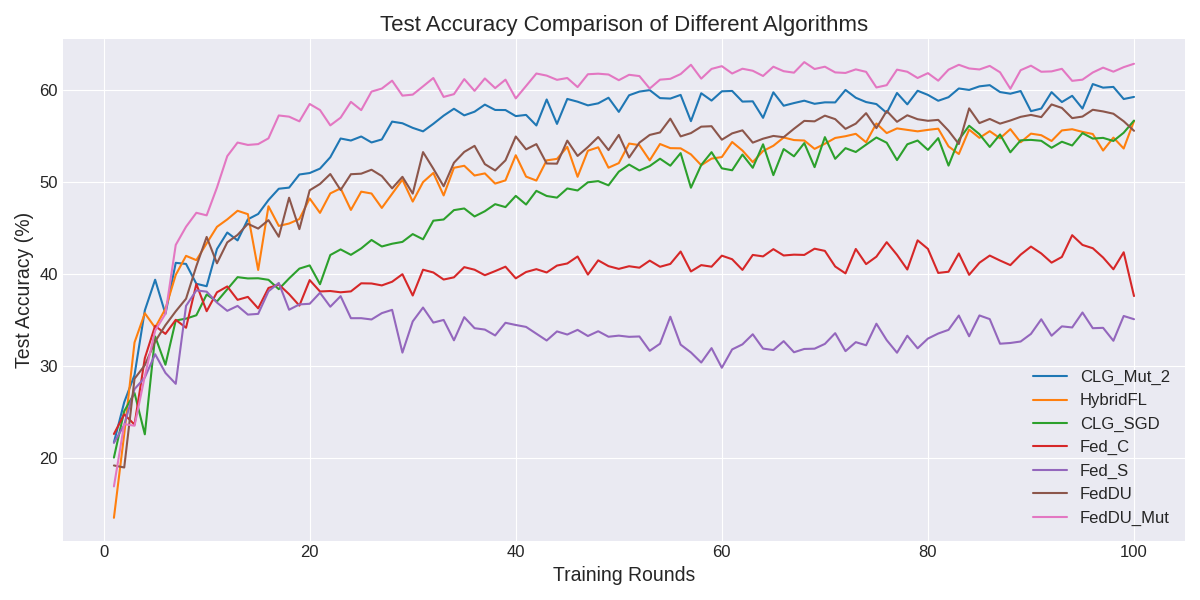 Test Accuracy Comparison of Different Algorithms
Test Accuracy (%)
60
50
40
30
20
0
20
40
60
80
100
Training Rounds
CLG_Mut_2
HybridFL
CLG_SGD
Fed_C
Fed_S
FedDU
FedDU_Mut